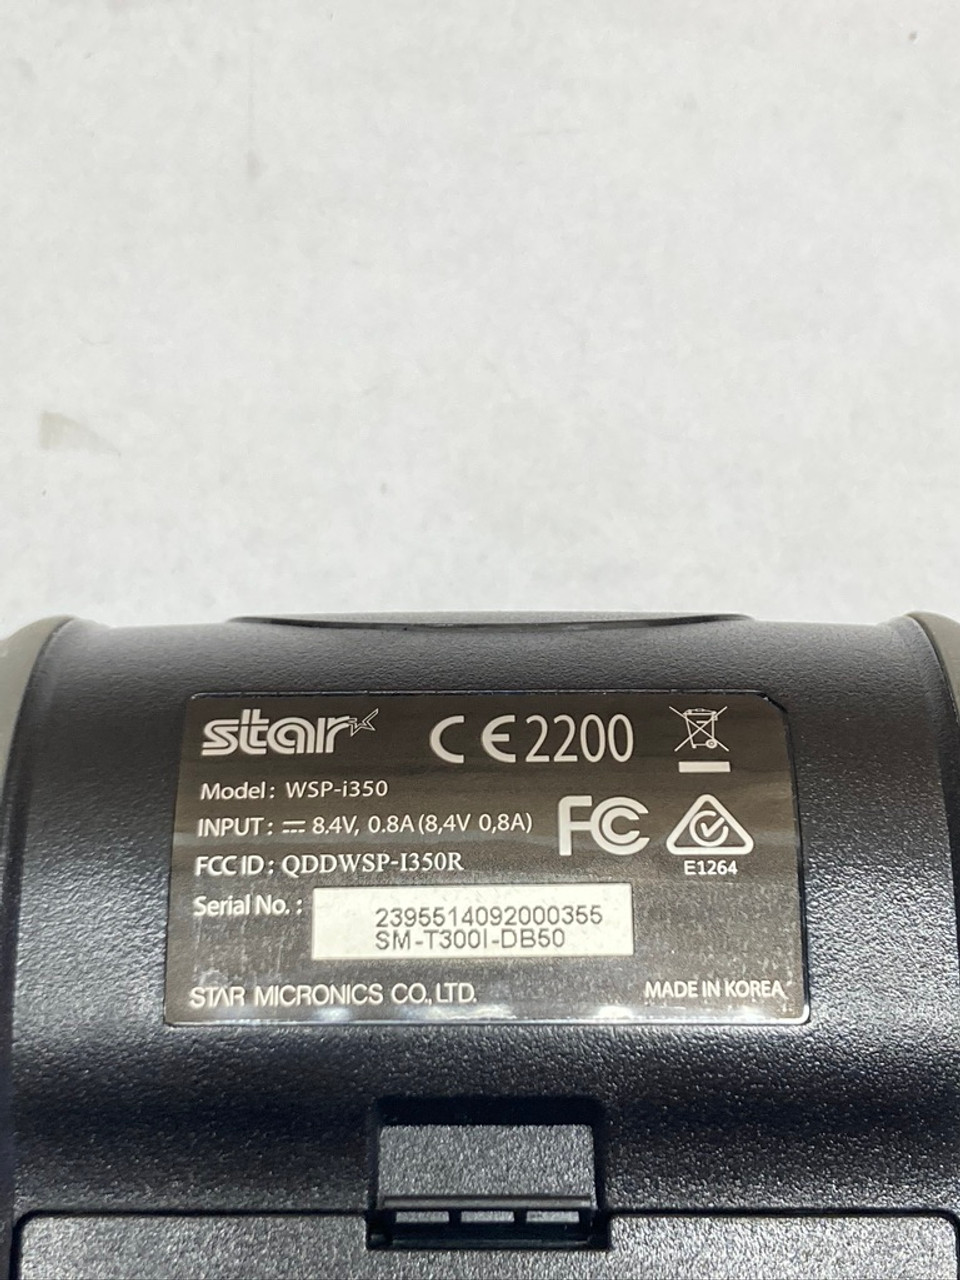 star CE2200
Model: WSP-i350
INPUT: ⎓ 8.4V, 0.8A (8,4V 0,8A)
FC
FCC ID: QDDWSP-I350R
E1264
Serial No.:
2395514092000355
SM-T300I-DB50
STAR MICRONICS CO., LTD. MADE IN KOREA